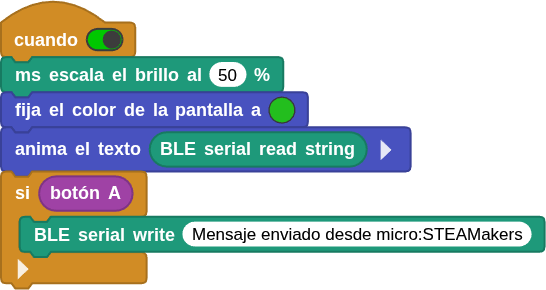 cuando
ms escala el brillo al 50 %
fija el color de la pantalla a
anima el texto BLE serial read string
si botón A
BLE serial write Mensaje enviado desde micro:STEAMakers